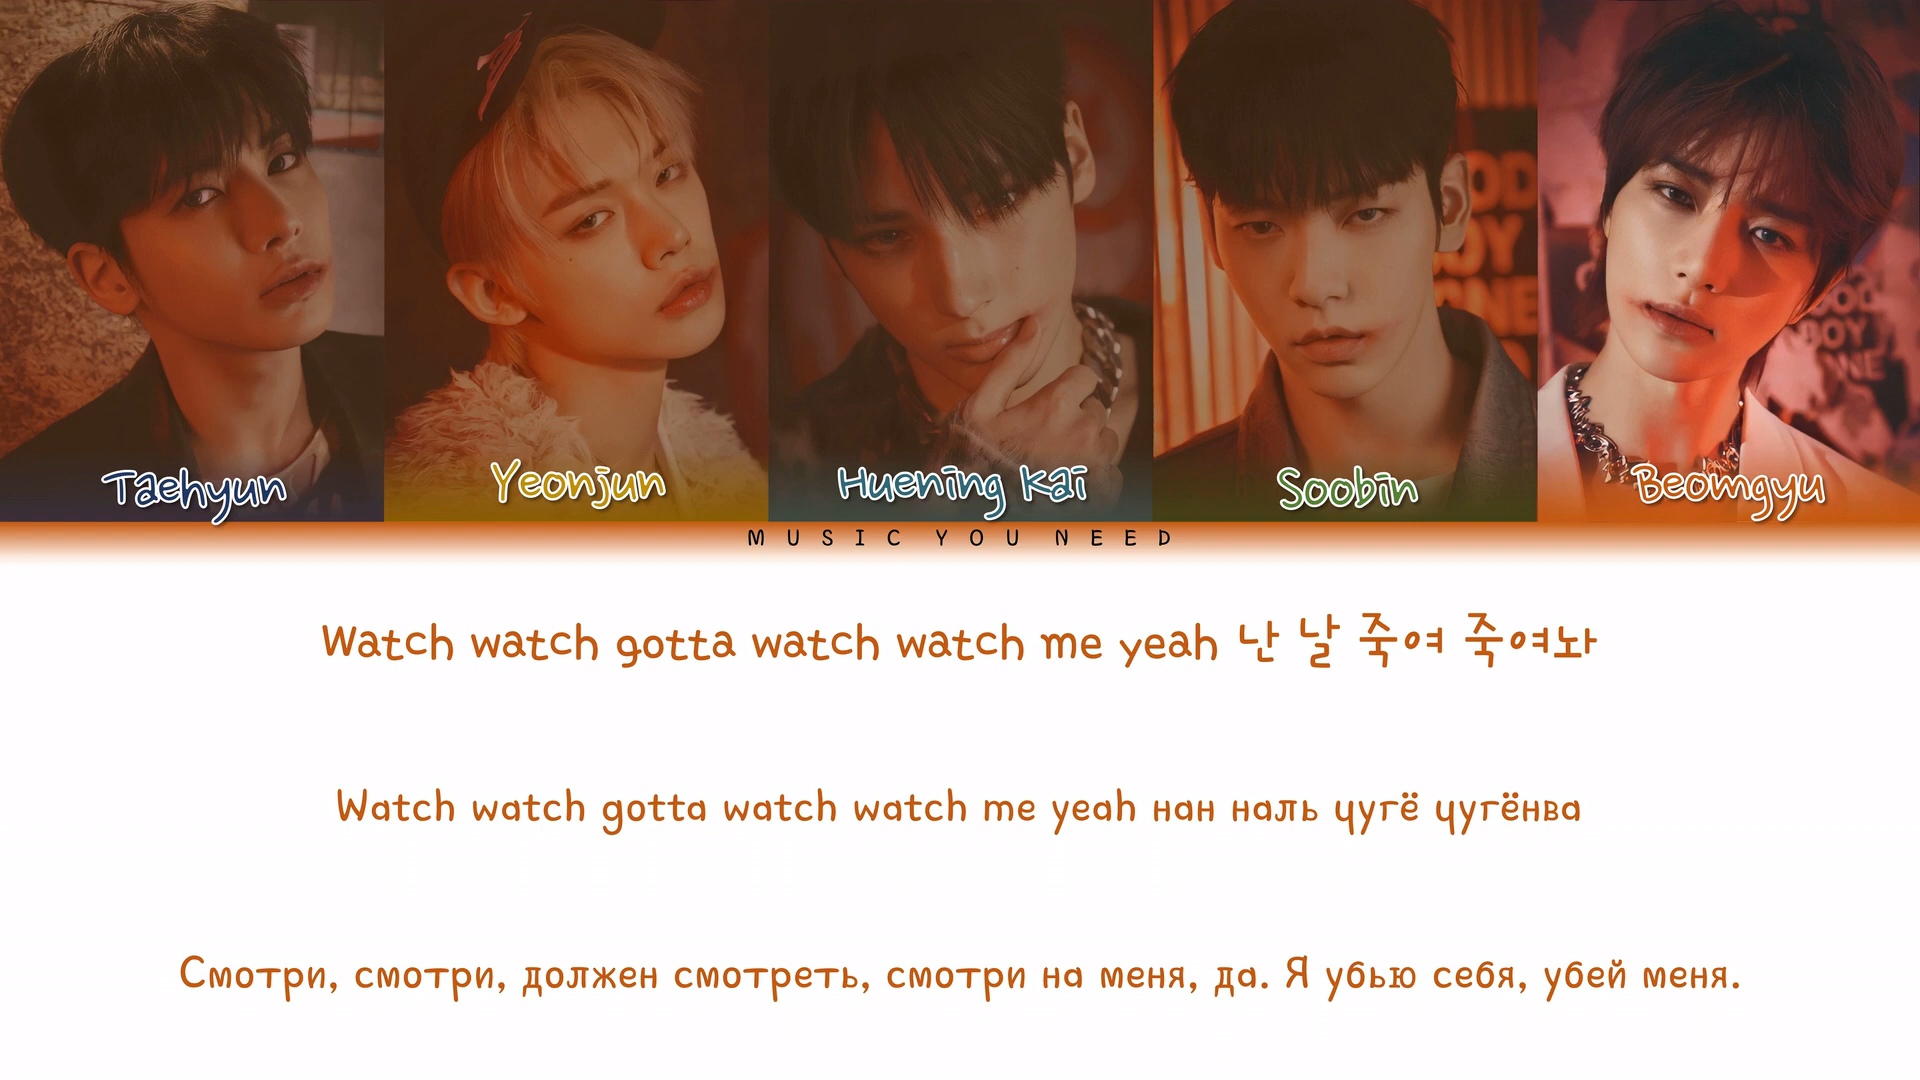 Taehyun Yeonjun Huening Kai Soobin Beomgyu
MUSIC YOU NEED
Watch watch gotta watch watch me yeah 난 날 죽여 죽여놔
Watch watch gotta watch watch me yeah нан наль чугё чугёнва
Смотри, смотри, должен смотреть, смотри на меня, да. Я убью себя, убей меня.